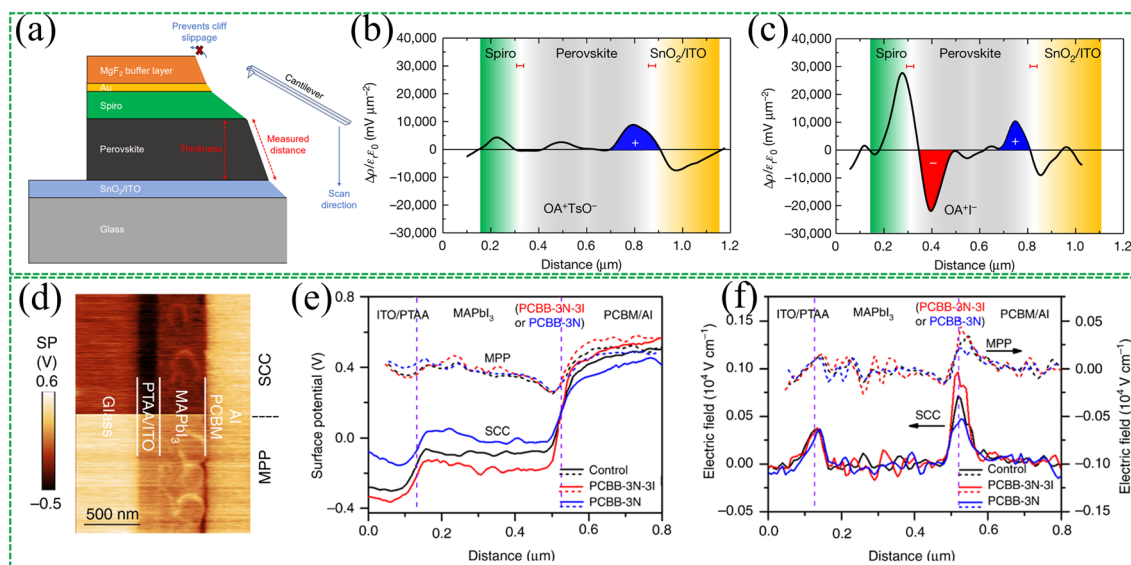 (a)
Prevents cliff
slippage
MgF₂ buffer layer
Au
Spiro
Perovskite
Thickness
SnO₂/ITO
Glass
Cantilever
Measured
distance
Scan
direction
(b)
40,000
30,000
20,000
10,000
0
−10,000
−20,000
−30,000
Δρ/εᵣε₀ (mV μm⁻²)
Spiro Perovskite SnO₂/ITO
+
OA⁺TsO⁻
0 0.2 0.4 0.6 0.8 1.0 1.2
Distance (μm)
(c)
40,000
30,000
20,000
10,000
0
−10,000
−20,000
−30,000
Δρ/εᵣε₀ (mV μm⁻²)
Spiro Perovskite SnO₂/ITO
−
+
OA⁺I⁻
0 0.2 0.4 0.6 0.8 1.0 1.2
Distance (μm)
(d)
SP
(V)
0.6
−0.5
Glass
PTAA/ITO
MAPbI₃
PCBM
Al
SCC
MPP
500 nm
(e)
0.8
0.4
0.0
−0.4
Surface potential (V)
ITO/PTAA MAPbI₃ (PCBB-3N-3I PCBM/Al
or PCBB-3N)
MPP
SCC
Control
PCBB-3N-3I
PCBB-3N
0.0 0.2 0.4 0.6 0.8
Distance (μm)
(f)
0.15
0.10
0.05
0.00
−0.05
Electric field (10⁴ V cm⁻¹)
ITO/PTAA MAPbI₃ (PCBB-3N-3I PCBM/Al
or PCBB-3N)
MPP
SCC
Control
PCBB-3N-3I
PCBB-3N
0.05
0.00
−0.05
−0.10
−0.15
Electric field (10⁴ V cm⁻¹)
0.0 0.2 0.4 0.6 0.8
Distance (μm)